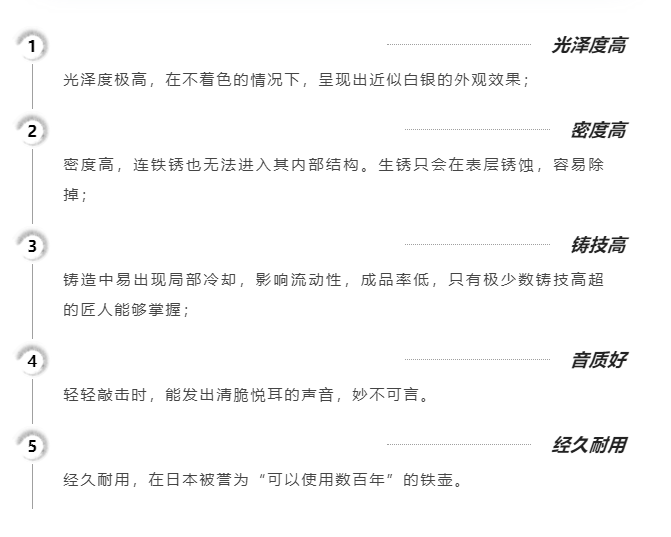 1
光泽度高
光泽度极高，在不着色的情况下，呈现出近似白银的外观效果；
2
密度高
密度高，连铁锈也无法进入其内部结构。生锈只会在表层锈蚀，容易除
掉；
3
铸技高
铸造中易出现局部冷却，影响流动性，成品率低，只有极少数铸技高超
的匠人能够掌握；
4
音质好
轻轻敲击时，能发出清脆悦耳的声音，妙不可言。
5
经久耐用
经久耐用，在日本被誉为“可以使用数百年”的铁壶。